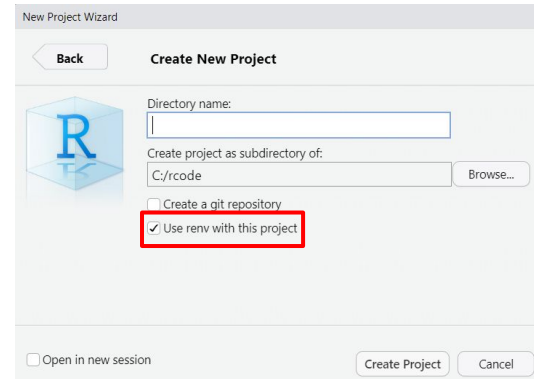 New Project Wizard
Back
Create New Project
R
Directory name:
Create project as subdirectory of:
C:/rcode
Browse...
Create a git repository
Use renv with this project
Open in new session
Create Project
Cancel